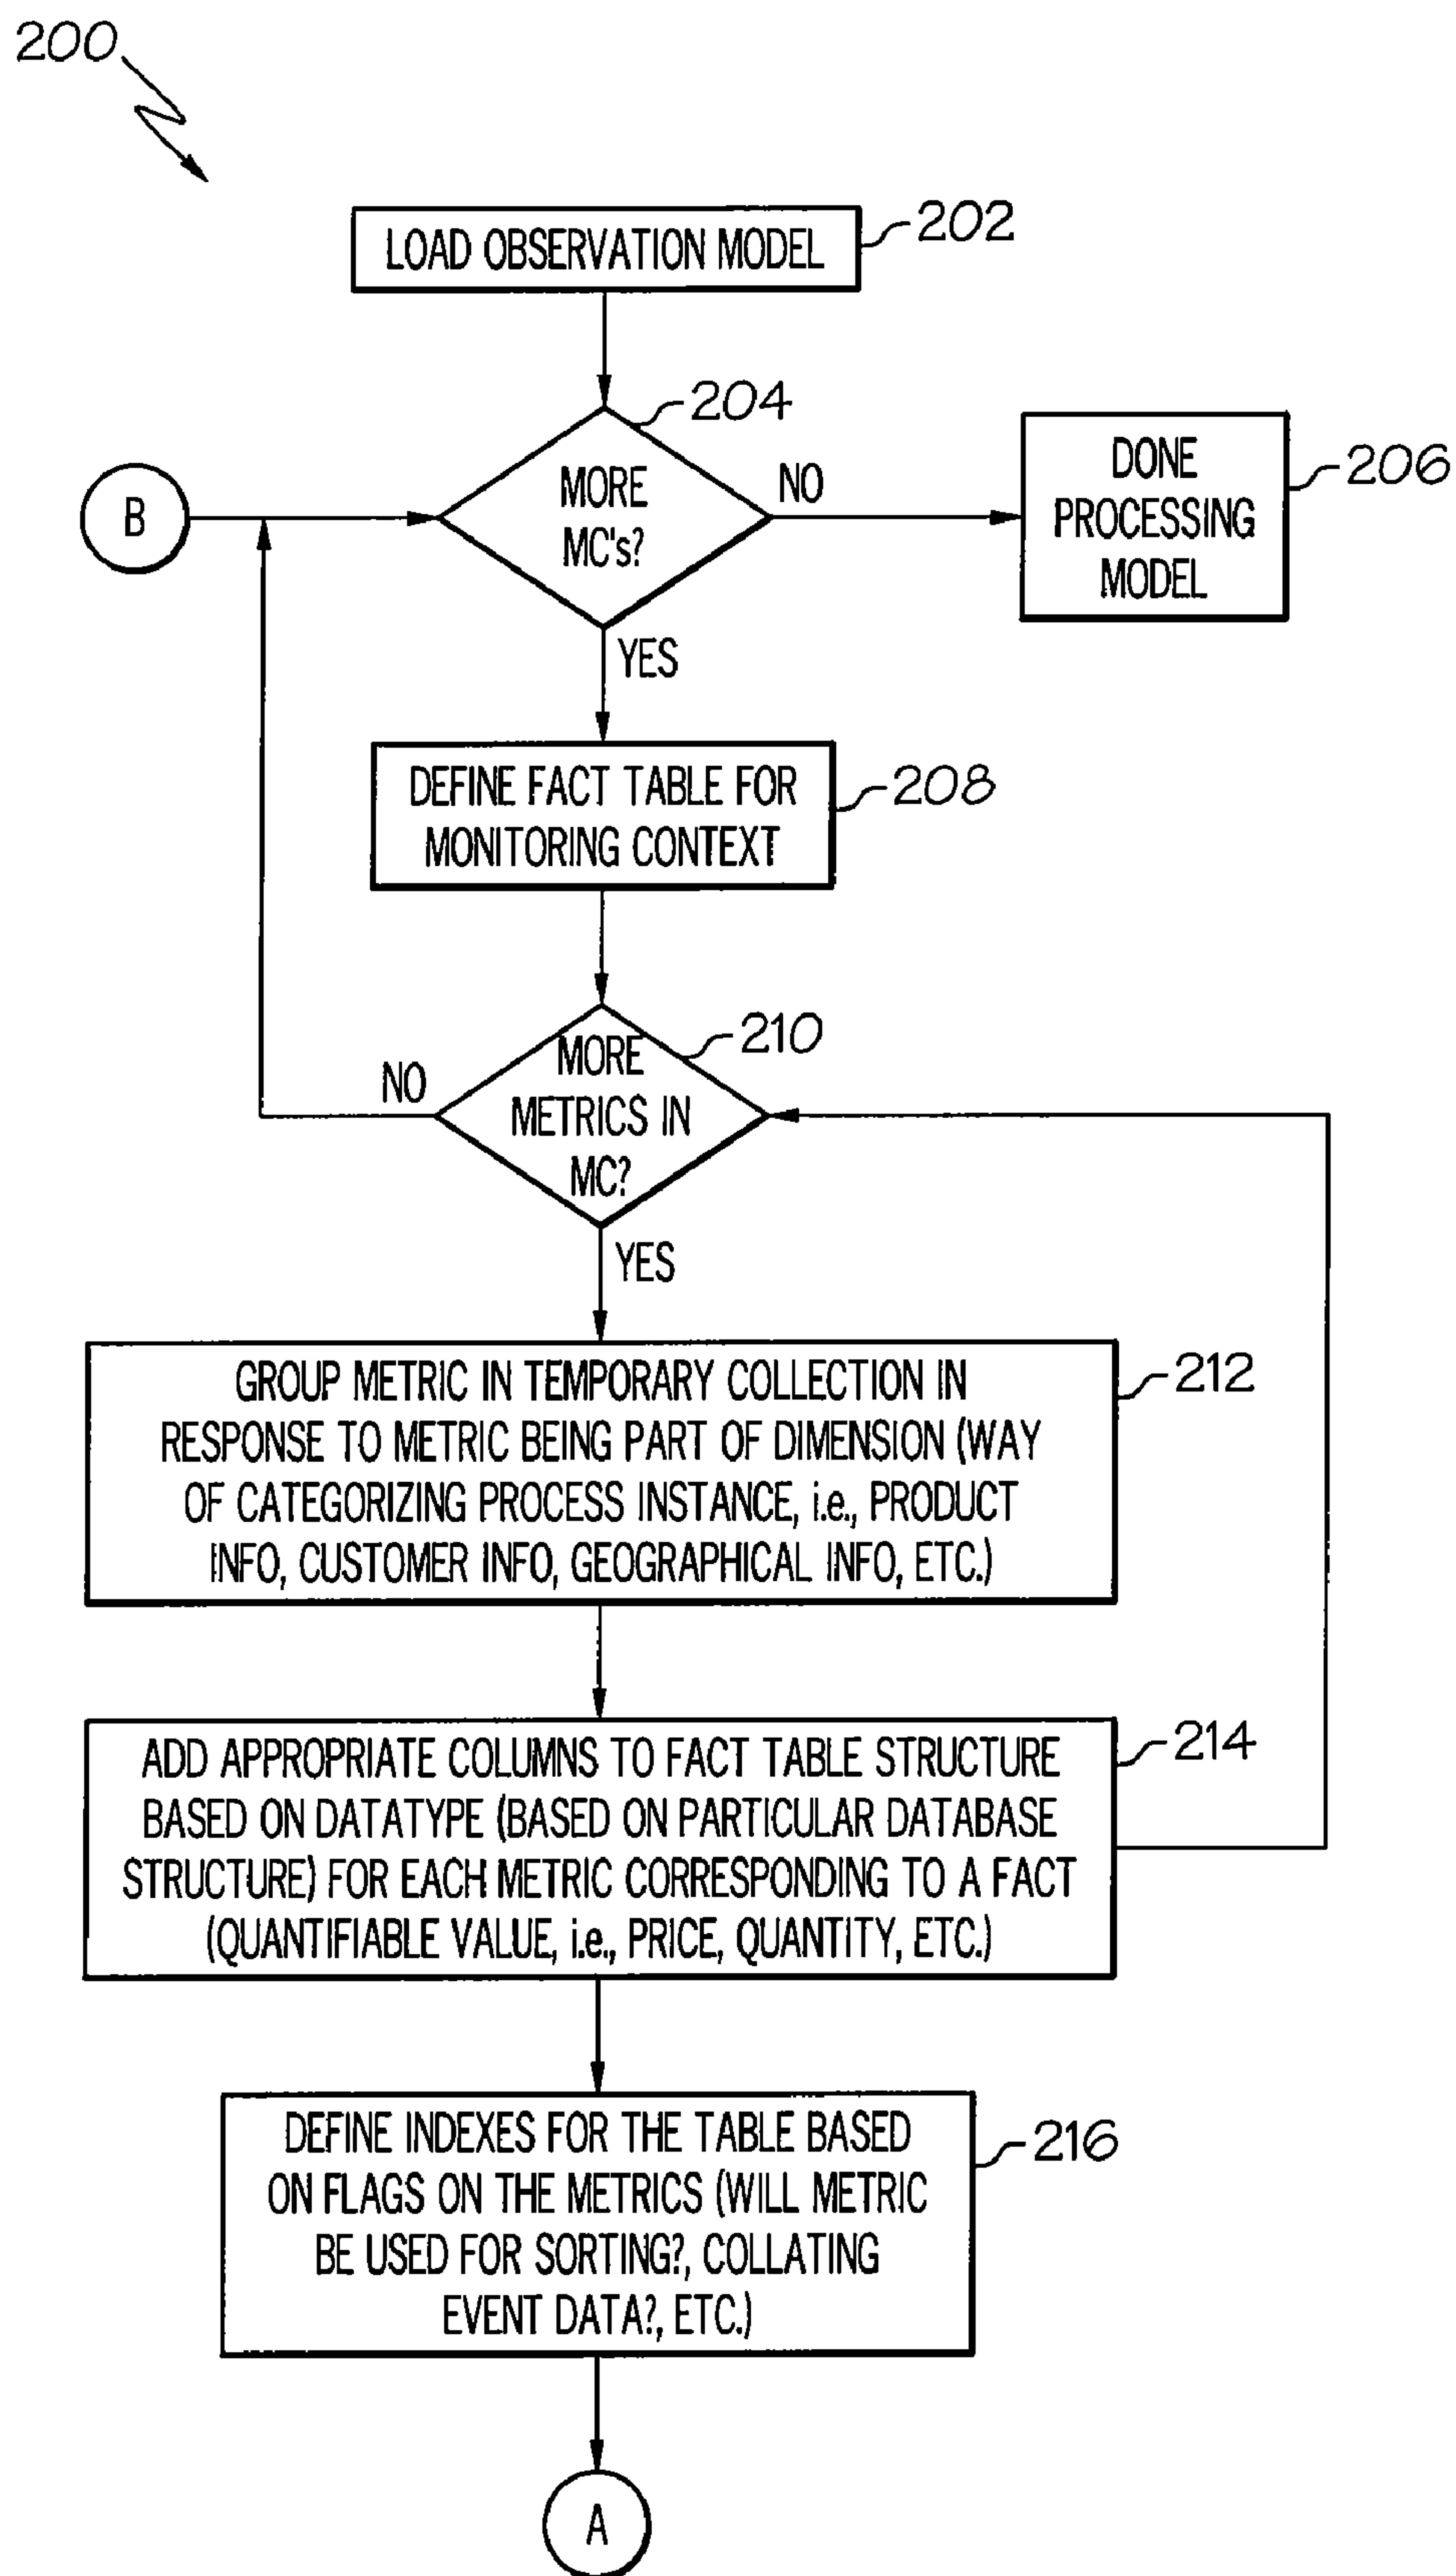 200
LOAD OBSERVATION MODEL
202
204
MORE
MC's?
NO
DONE
PROCESSING
MODEL
206
B
YES
DEFINE FACT TABLE FOR
MONITORING CONTEXT
208
210
MORE
METRICS IN
MC?
NO
YES
GROUP METRIC IN TEMPORARY COLLECTION IN
RESPONSE TO METRIC BEING PART OF DIMENSION (WAY
OF CATEGORIZING PROCESS INSTANCE, i.e., PRODUCT
INFO, CUSTOMER INFO, GEOGRAPHICAL INFO, ETC.)
212
ADD APPROPRIATE COLUMNS TO FACT TABLE STRUCTURE
BASED ON DATATYPE (BASED ON PARTICULAR DATABASE
STRUCTURE) FOR EACH METRIC CORRESPONDING TO A FACT
(QUANTIFIABLE VALUE, i.e., PRICE, QUANTITY, ETC.)
214
DEFINE INDEXES FOR THE TABLE BASED
ON FLAGS ON THE METRICS (WILL METRIC
BE USED FOR SORTING?, COLLATING
EVENT DATA?, ETC.)
216
A